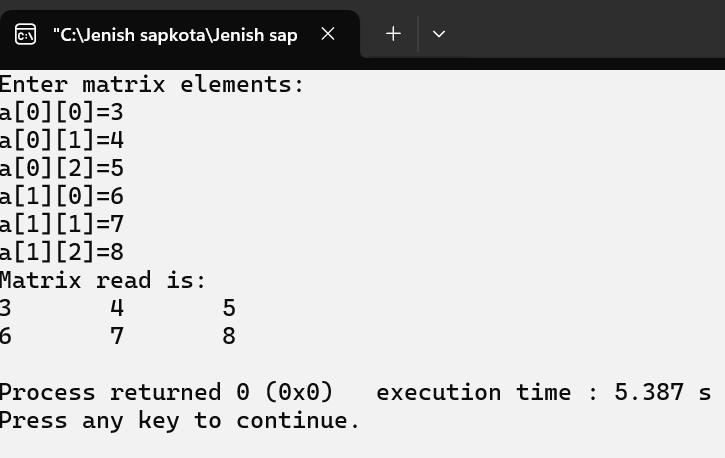 "C:\Jenish sapkota\Jenish sap
Enter matrix elements:
a[0][0]=3
a[0][1]=4
a[0][2]=5
a[1][0]=6
a[1][1]=7
a[1][2]=8
Matrix read is:
3 4 5
6 7 8
Process returned 0 (0x0) execution time : 5.387 s
Press any key to continue.